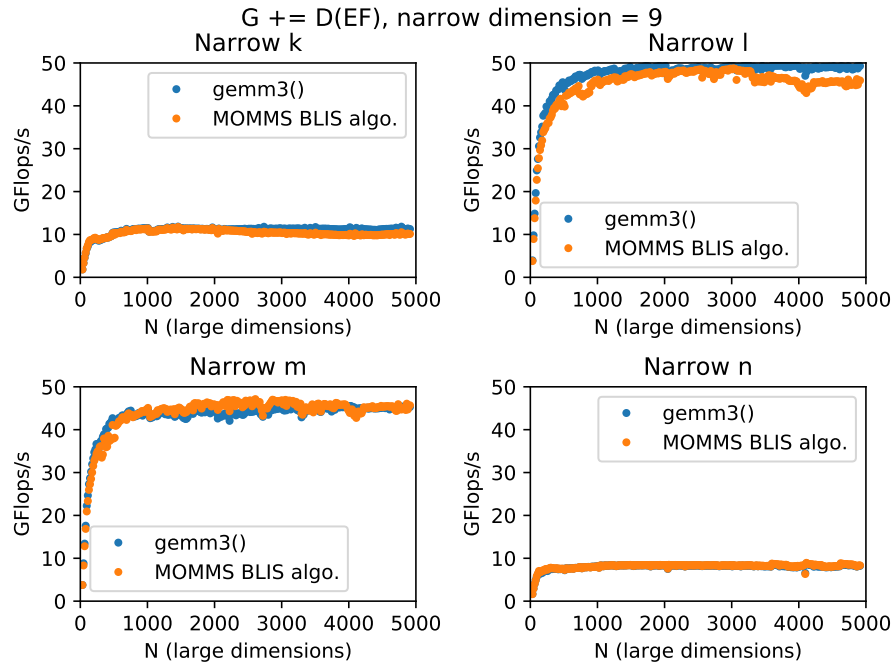 G += D(EF), narrow dimension = 9
Narrow k
50
40
30
20
10
0
GFlops/s
gemm3()
MOMMS BLIS algo.
0 1000 2000 3000 4000 5000
N (large dimensions)
Narrow l
50
40
30
20
10
0
GFlops/s
gemm3()
MOMMS BLIS algo.
0 1000 2000 3000 4000 5000
N (large dimensions)
Narrow m
50
40
30
20
10
0
GFlops/s
gemm3()
MOMMS BLIS algo.
0 1000 2000 3000 4000 5000
N (large dimensions)
Narrow n
50
40
30
20
10
0
GFlops/s
gemm3()
MOMMS BLIS algo.
0 1000 2000 3000 4000 5000
N (large dimensions)